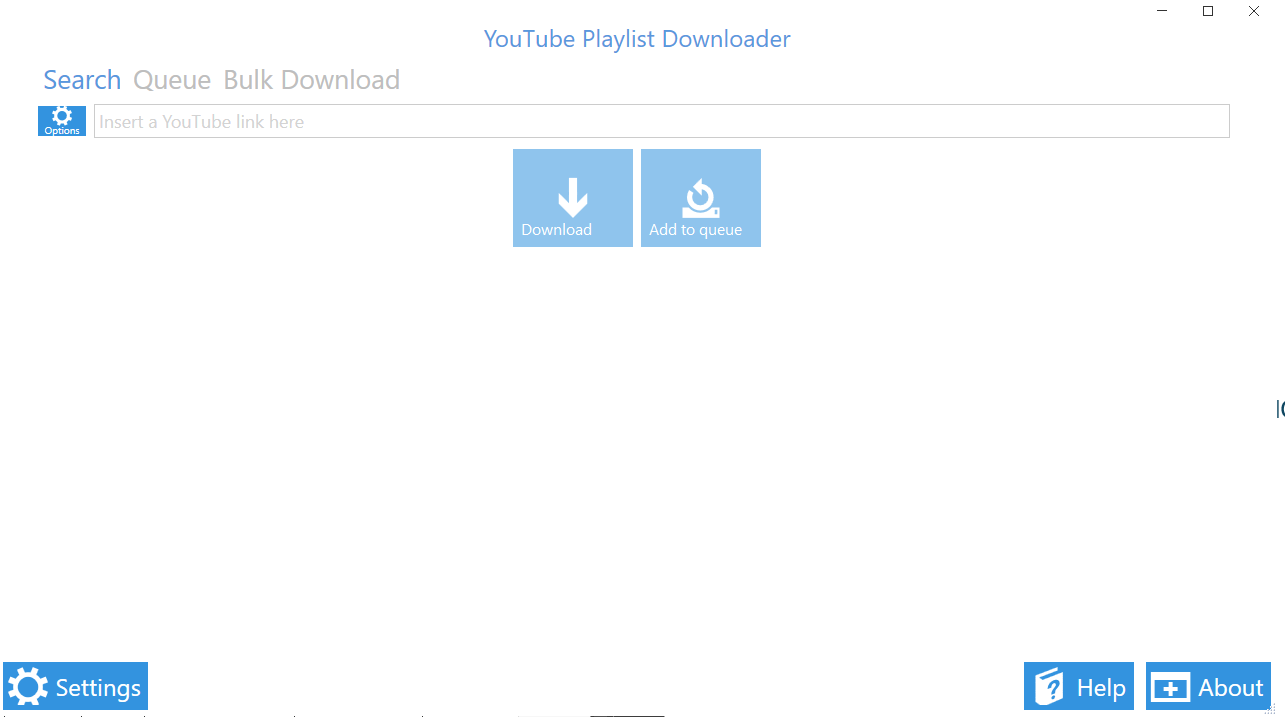 YouTube Playlist Downloader
Search Queue Bulk Download
Options
Insert a YouTube link here
Download
Add to queue
Settings
Help
About